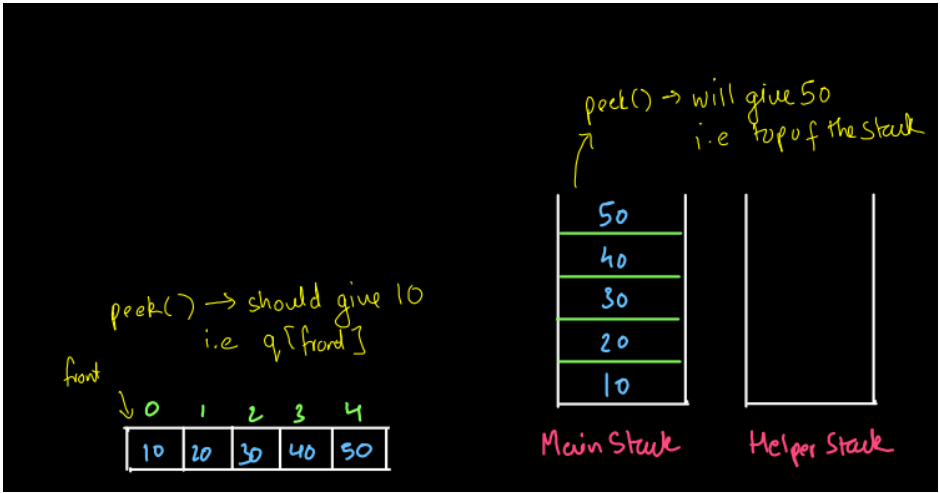 peek() → will give 50
i.e top of the stack
50
40
30
20
10
Main Stack
Helper Stack
peek() → should give 10
i.e q[front]
front
0 1 2 3 4
10 20 30 40 50